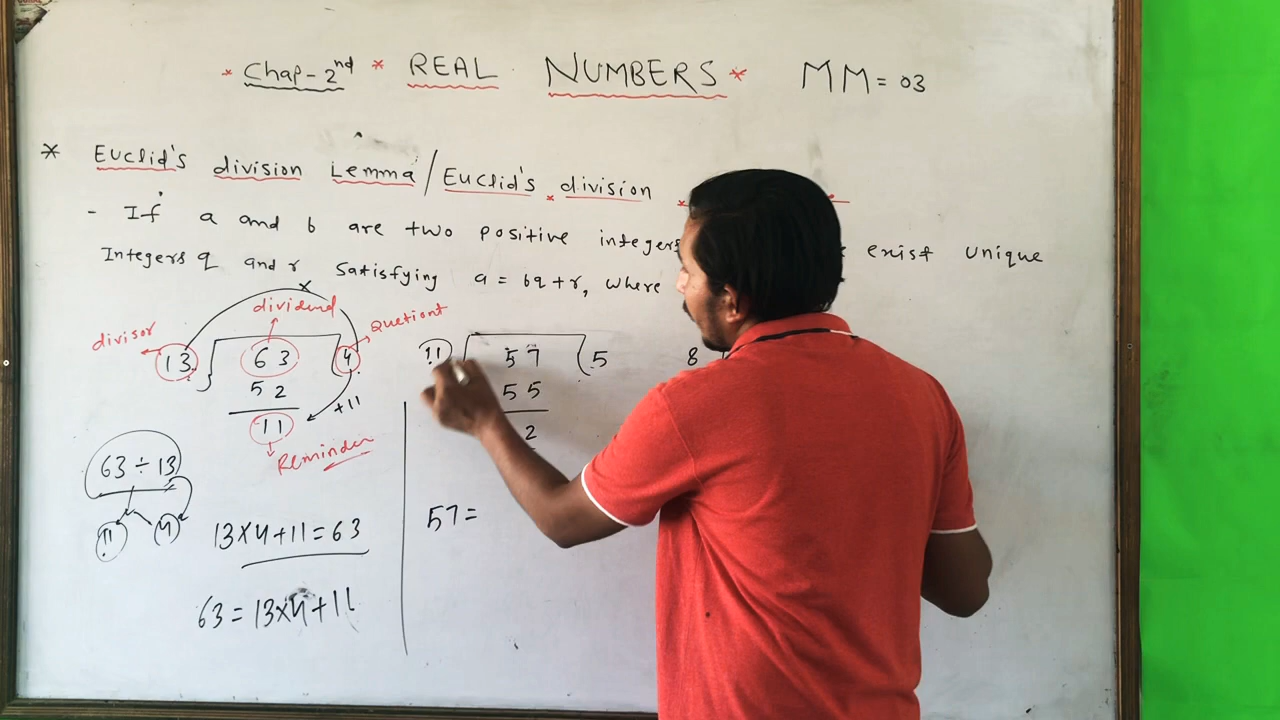 * Chap-2nd * REAL NUMBERS * MM = 03
* Euclid's division Lemma / Euclid's division
- If a and b are two positive integers exist unique
Integers q and r satisfying a = bq + r, where
divisor
dividend
Quetiont
13 63 4
52
11
+11
Reminder
11 57 5
55
2
8
63 ÷ 13
11 4
13×4+11=63
63=13×4+11
57=